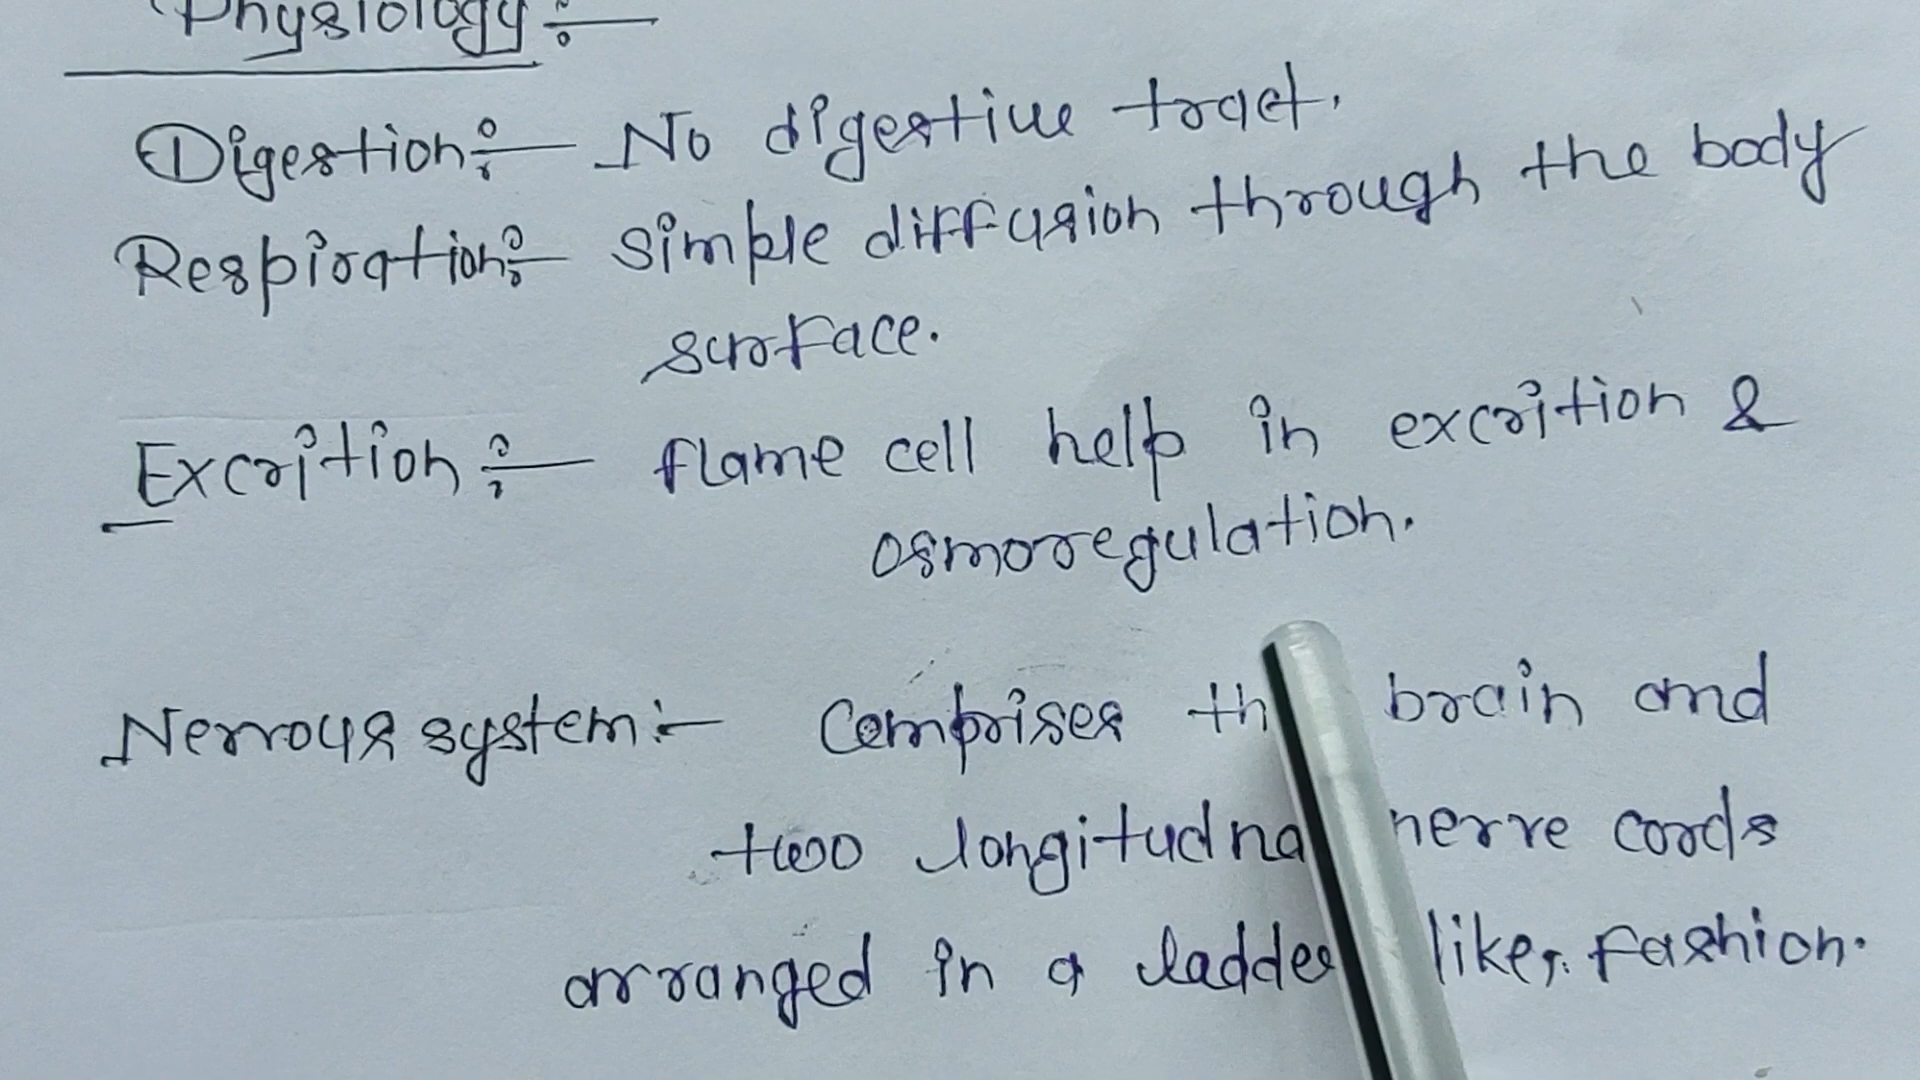 Physiology:-
Digestion:- No digestive tract.
Respiration:- simple diffusion through the body
surface.
Excrition:- flame cell help in excrition &
osmoregulation.
Nervous system:- Comprises th brain and
two longitudna nerve cords
arranged in a ladder like, fashion.